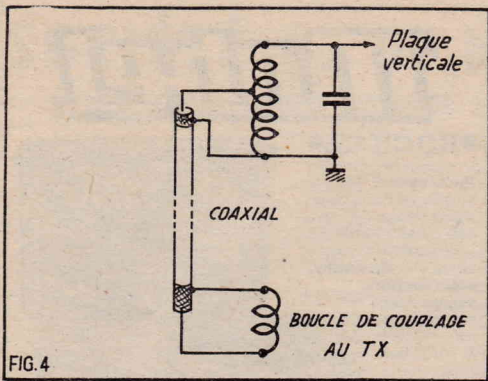 Plaque
verticale
COAXIAL
BOUCLE DE COUPLAGE
AU TX
FIG.4